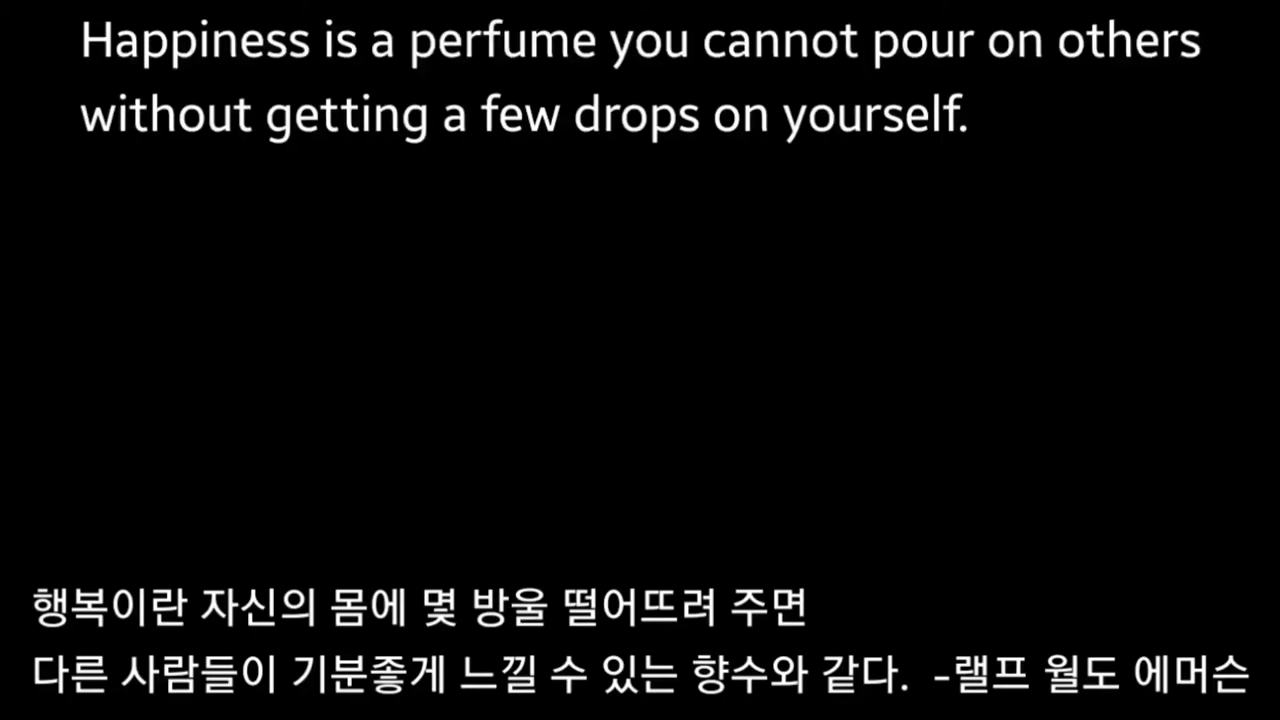 Happiness is a perfume you cannot pour on others
without getting a few drops on yourself.
행복이란 자신의 몸에 몇 방울 떨어뜨려 주면
다른 사람들이 기분좋게 느낄 수 있는 향수와 같다. -랠프 월도 에머슨